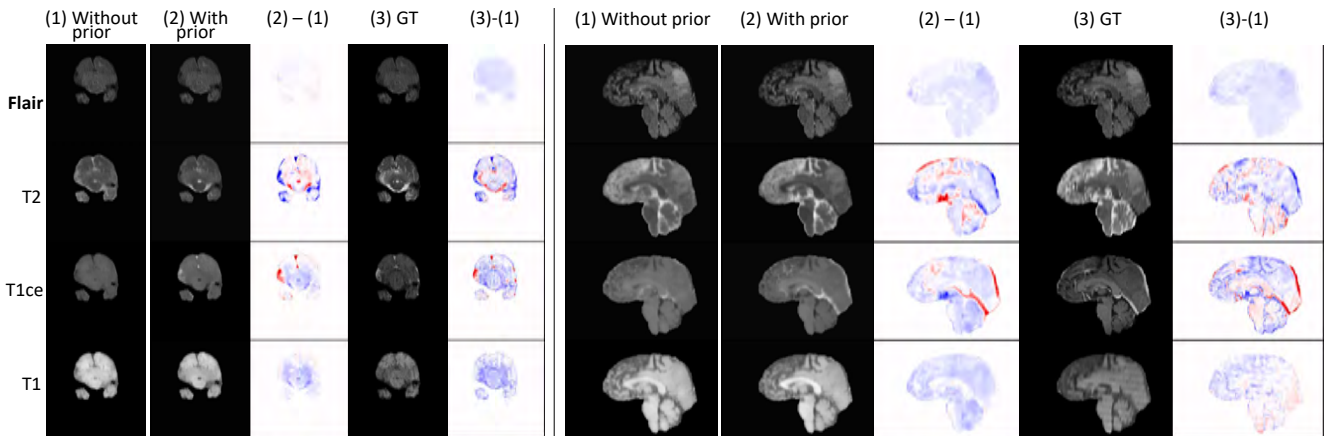 (1) Without prior (2) With prior (2) – (1) (3) GT (3)-(1) (1) Without prior (2) With prior (2) – (1) (3) GT (3)-(1)
Flair
T2
T1ce
T1